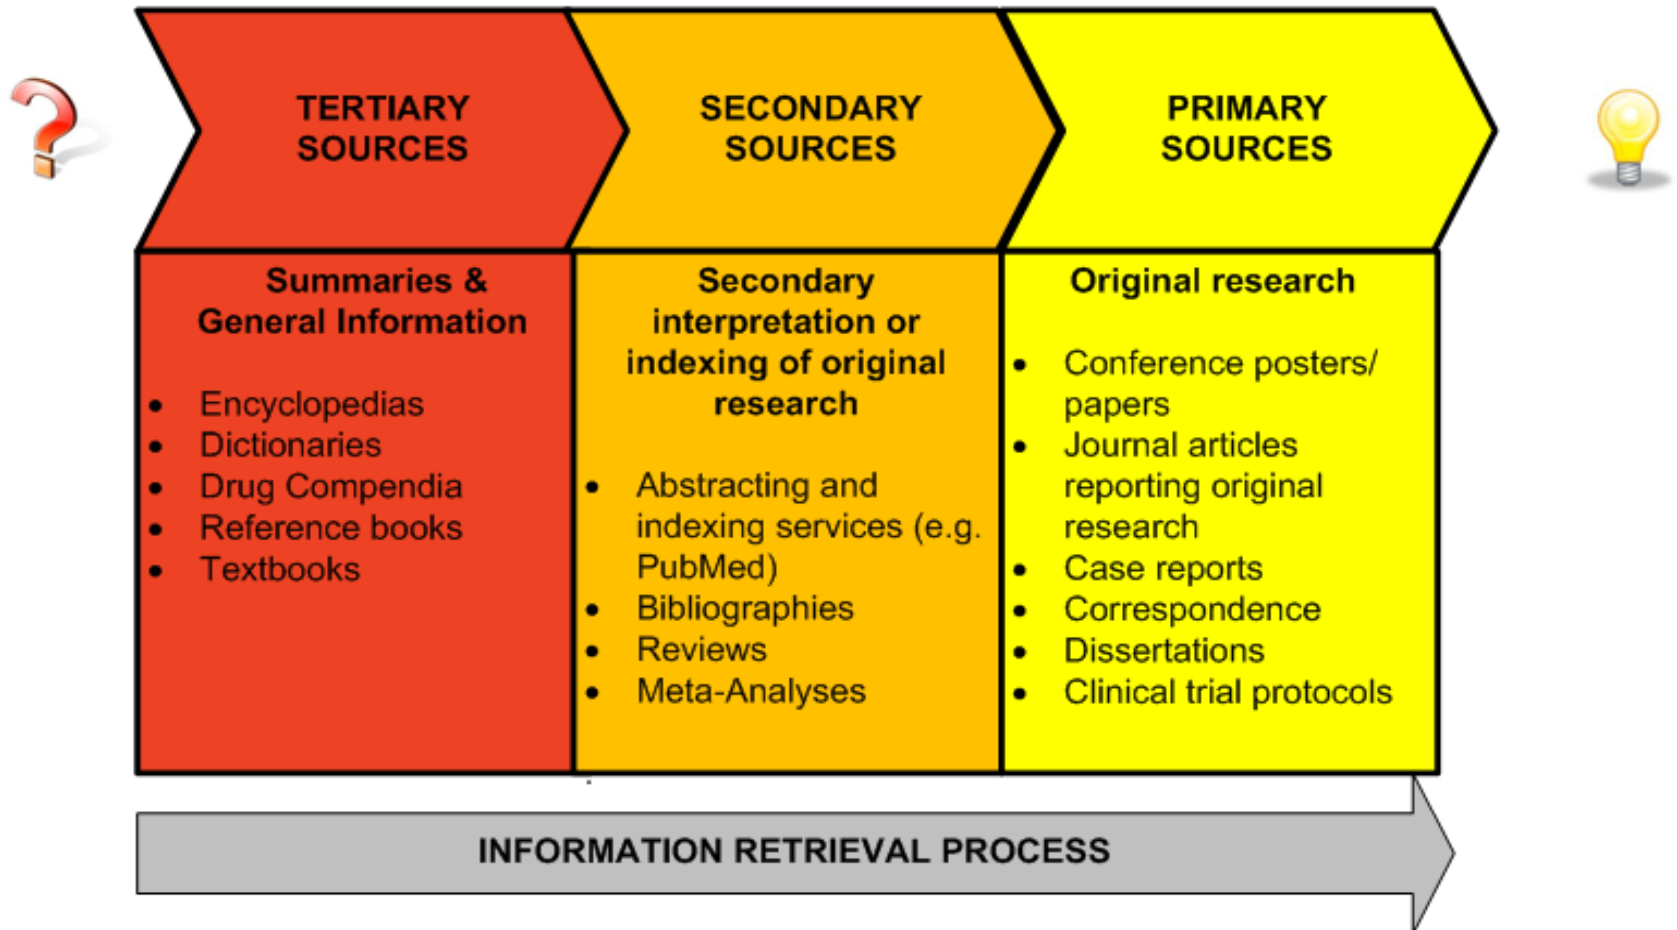 TERTIARY
SOURCES
SECONDARY
SOURCES
PRIMARY
SOURCES
Summaries &
General Information
• Encyclopedias
• Dictionaries
• Drug Compendia
• Reference books
• Textbooks
Secondary
interpretation or
indexing of original
research
• Abstracting and
indexing services (e.g.
PubMed)
• Bibliographies
• Reviews
• Meta-Analyses
Original research
• Conference posters/
papers
• Journal articles
reporting original
research
• Case reports
• Correspondence
• Dissertations
• Clinical trial protocols
INFORMATION RETRIEVAL PROCESS